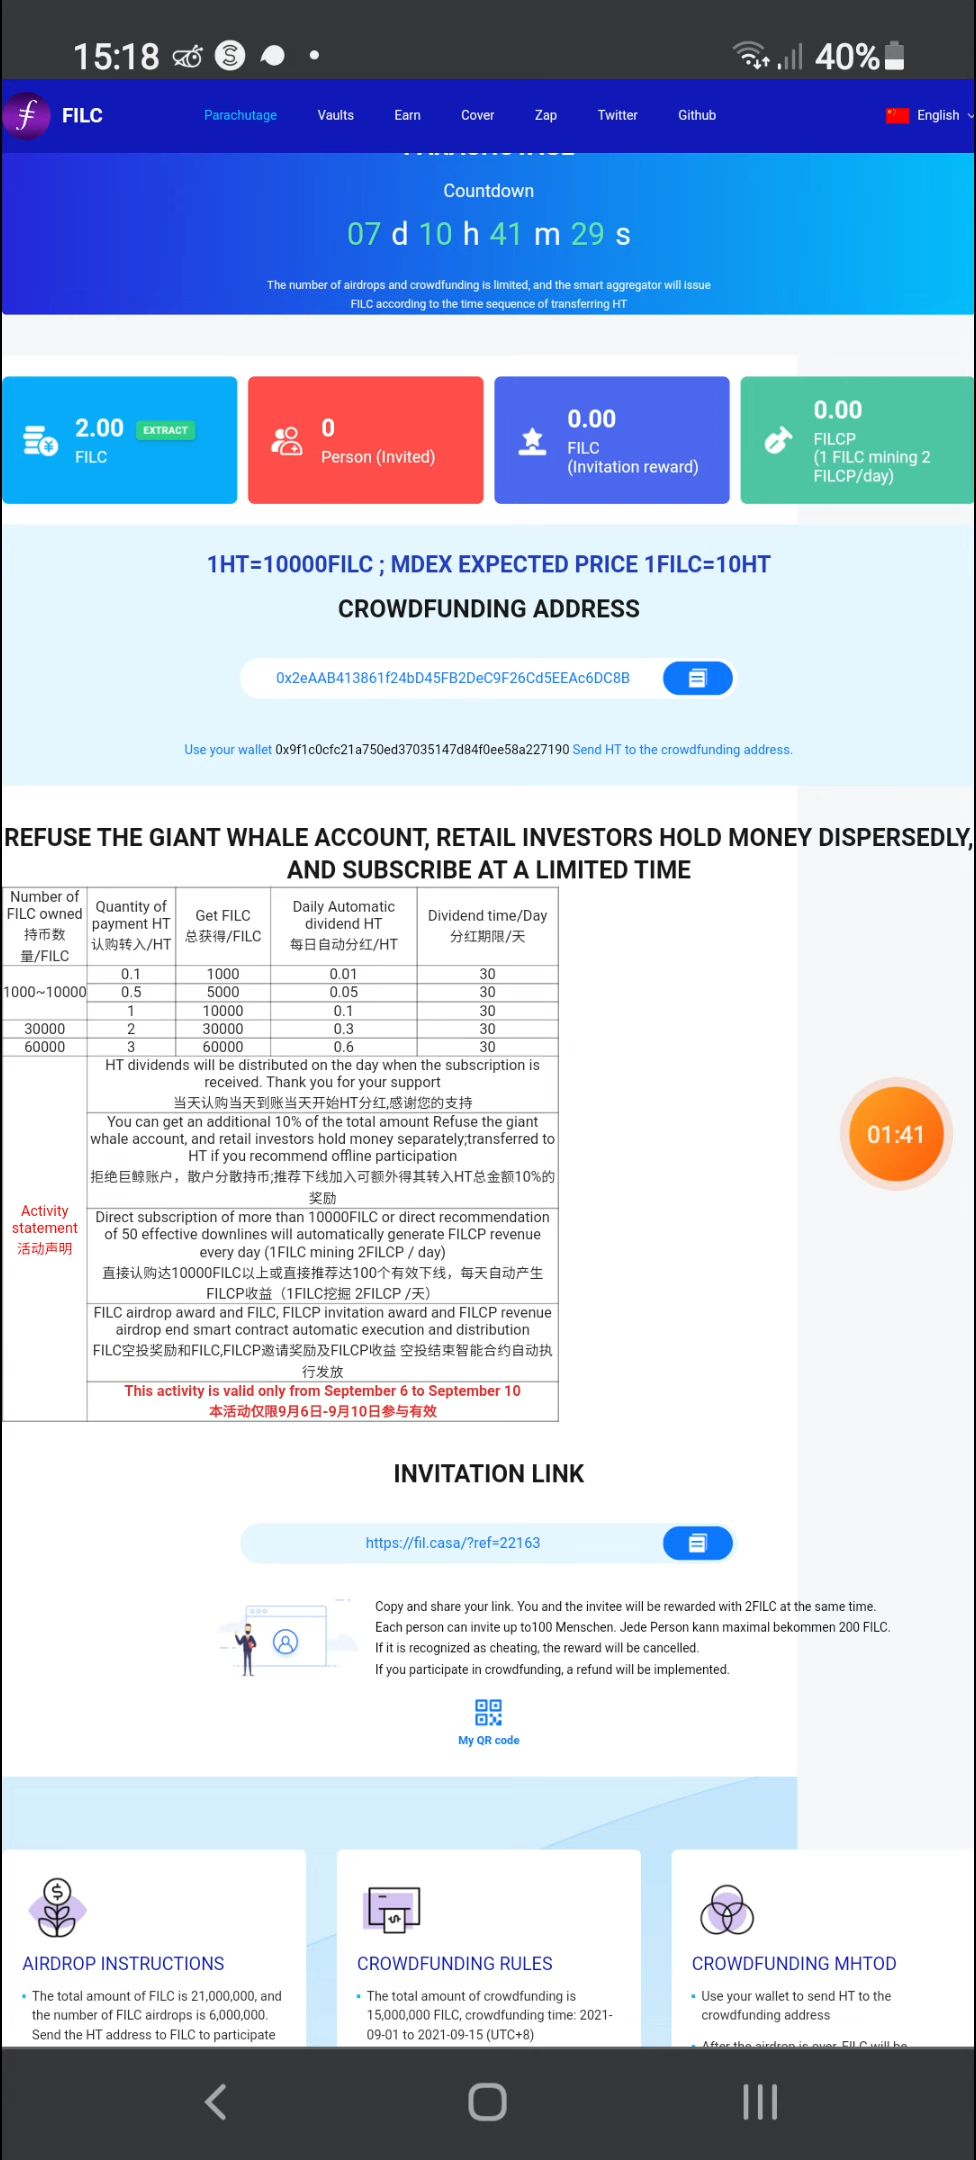 15:18
40%
FILC
Parachutage
Vaults
Earn
Cover
Zap
Twitter
Github
English
Countdown
07 d 10 h 41 m 29 s
The number of airdrops and crowdfunding is limited, and the smart aggregator will issue
FILC according to the time sequence of transferring HT
2.00 EXTRACT
FILC
0
Person (Invited)
0.00
FILC
(Invitation reward)
0.00
FILCP
(1 FILC mining 2
FILCP/day)
1HT=10000FILC ; MDEX EXPECTED PRICE 1FILC=10HT
CROWDFUNDING ADDRESS
0x2eAAB413861f24bD45FB2DeC9F26Cd5EEAc6DC8B
Use your wallet 0x9f1c0cfc21a750ed37035147d84f0ee58a227190 Send HT to the crowdfunding address.
REFUSE THE GIANT WHALE ACCOUNT, RETAIL INVESTORS HOLD MONEY DISPERSEDLY,
AND SUBSCRIBE AT A LIMITED TIME
Number of
FILC owned
持币数
量/FILC
Quantity of
payment HT
认购转入/HT
Get FILC
总获得/FILC
Daily Automatic
dividend HT
每日自动分红/HT
Dividend time/Day
分红期限/天
1000~10000
0.1 1000 0.01 30
0.5 5000 0.05 30
1 10000 0.1 30
30000 2 30000 0.3 30
60000 3 60000 0.6 30
Activity
statement
活动声明
HT dividends will be distributed on the day when the subscription is
received. Thank you for your support
当天认购当天到账当天开始HT分红,感谢您的支持
You can get an additional 10% of the total amount Refuse the giant
whale account, and retail investors hold money separately;transferred to
HT if you recommend offline participation
拒绝巨鲸账户，散户分散持币;推荐下线加入可额外得其转入HT总金额10%的
奖励
Direct subscription of more than 10000FILC or direct recommendation
of 50 effective downlines will automatically generate FILCP revenue
every day (1FILC mining 2FILCP / day)
直接认购达10000FILC以上或直接推荐达100个有效下线，每天自动产生
FILCP收益（1FILC挖掘 2FILCP /天）
FILC airdrop award and FILC, FILCP invitation award and FILCP revenue
airdrop end smart contract automatic execution and distribution
FILC空投奖励和FILC,FILCP邀请奖励及FILCP收益 空投结束智能合约自动执
行发放
This activity is valid only from September 6 to September 10
本活动仅限9月6日-9月10日参与有效
01:41
INVITATION LINK
https://fil.casa/?ref=22163
Copy and share your link. You and the invitee will be rewarded with 2FILC at the same time.
Each person can invite up to100 Menschen. Jede Person kann maximal bekommen 200 FILC.
If it is recognized as cheating, the reward will be cancelled.
If you participate in crowdfunding, a refund will be implemented.
My QR code
AIRDROP INSTRUCTIONS
The total amount of FILC is 21,000,000, and
the number of FILC airdrops is 6,000,000.
Send the HT address to FILC to participate
CROWDFUNDING RULES
The total amount of crowdfunding is
15,000,000 FILC, crowdfunding time: 2021-
09-01 to 2021-09-15 (UTC+8)
CROWDFUNDING MHTOD
Use your wallet to send HT to the
crowdfunding address
After the airdrop is over, FILC will be